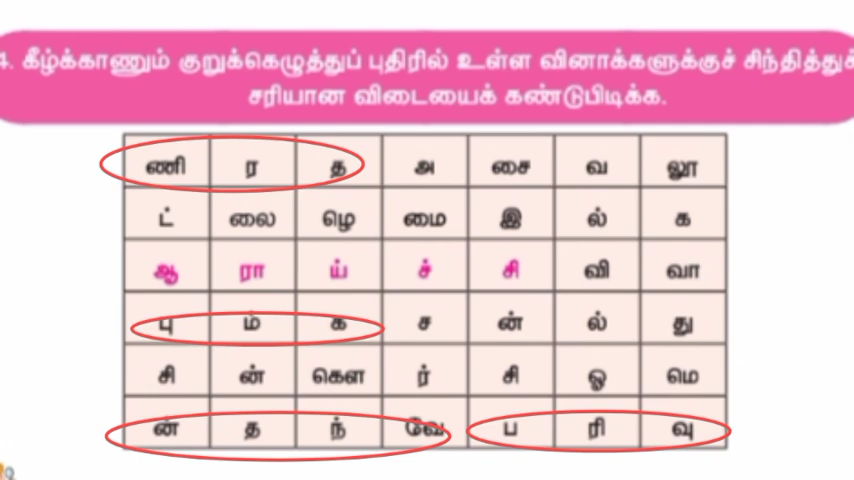 4. கீழ்க்காணும் குறுக்கெழுத்துப் புதிரில் உள்ள வினாக்களுக்குச் சிந்தித்துச்
சரியான விடையைக் கண்டுபிடிக்க.
ணி ர த அ சை வ லூ
ட் லை ழெ மை இ ல் க
ஆ ரா ய் ச் சி வி வா
பு ம் க ச ன் ல் து
சி ன் கௌ ர் சி ஓ மெ
ன் த ந் வே ப ரி வு